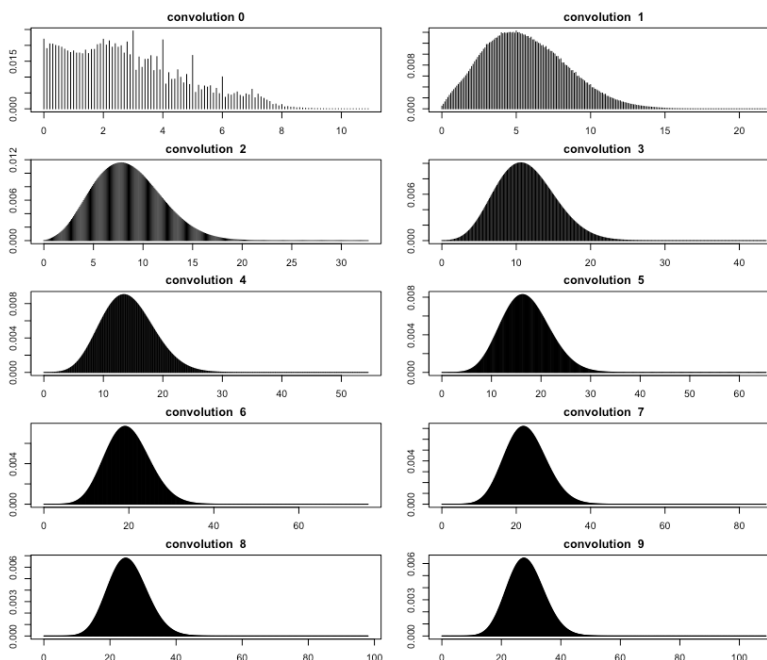 convolution 0
0.000 0.015
0 2 4 6 8 10
convolution 1
0.000 0.008
0 5 10 15 20
convolution 2
0.000 0.006 0.012
0 5 10 15 20 25 30
convolution 3
0.000 0.006
0 10 20 30 40
convolution 4
0.000 0.004 0.008
0 10 20 30 40 50
convolution 5
0.000 0.004 0.008
0 10 20 30 40 50 60
convolution 6
0.000 0.004
0 20 40 60
convolution 7
0.000 0.004
0 20 40 60 80
convolution 8
0.000 0.003 0.006
0 20 40 60 80 100
convolution 9
0.000 0.003 0.006
0 20 40 60 80 100